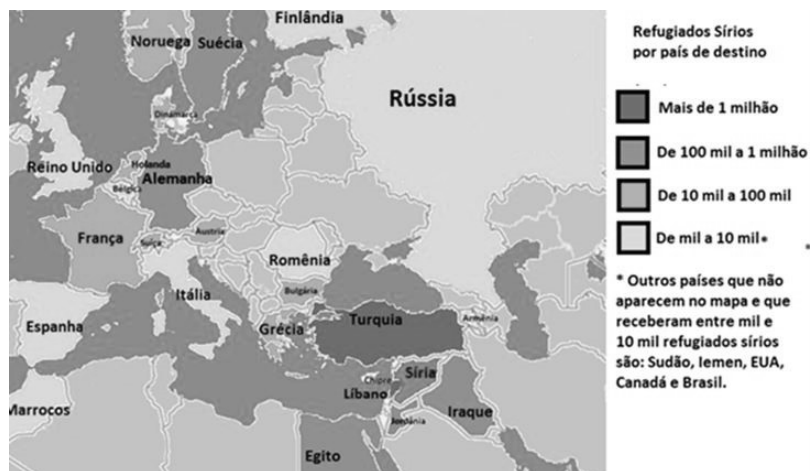 Finlândia
Noruega
Suécia
Rússia
Dinamarca
Reino Unido
Holanda
Alemanha
Bélgica
França
Suíça
Áustria
Romênia
Itália
Bulgária
Espanha
Grécia
Turquia
Armênia
Chipre
Síria
Líbano
Marrocos
Jordânia
Iraque
Egito
Refugiados Sírios
por país de destino
Mais de 1 milhão
De 100 mil a 1 milhão
De 10 mil a 100 mil
De mil a 10 mil*
* Outros países que não
aparecem no mapa e que
receberam entre mil e
10 mil refugiados sírios
são: Sudão, Iemen, EUA,
Canadá e Brasil.